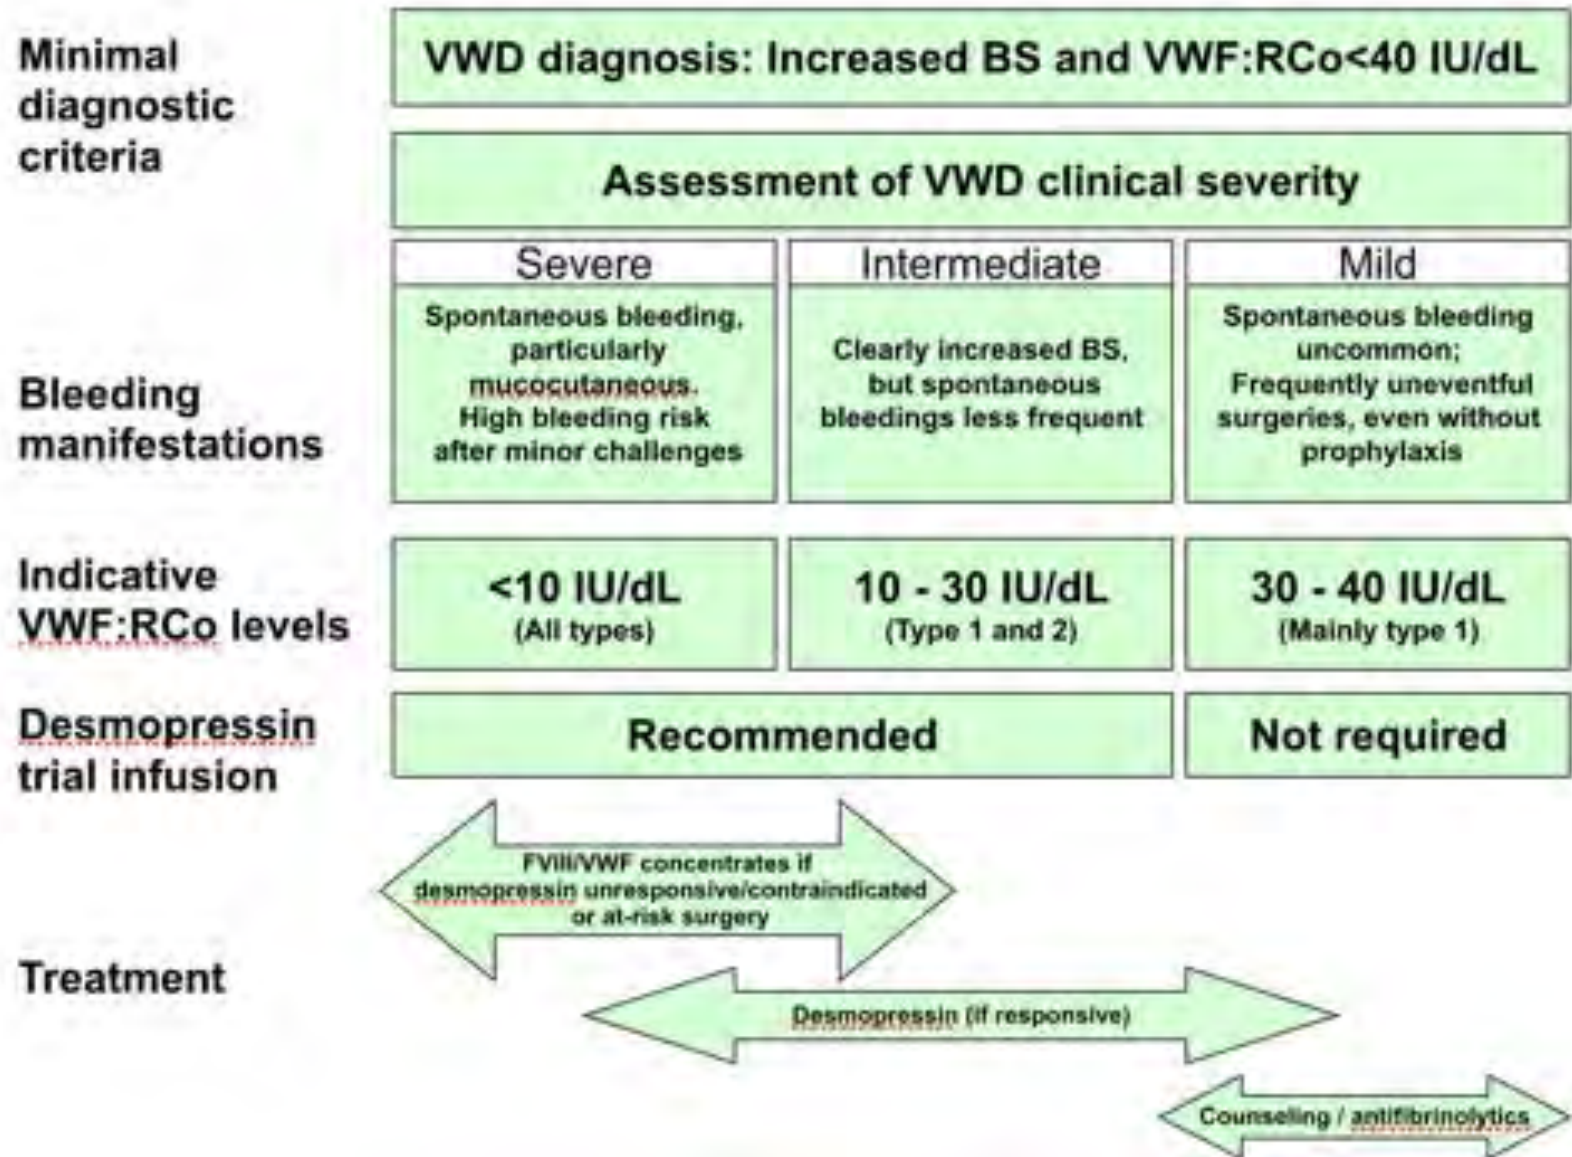 Minimal
diagnostic
criteria
VWD diagnosis: Increased BS and VWF:RCo<40 IU/dL
Assessment of VWD clinical severity
Severe
Intermediate
Mild
Bleeding
manifestations
Spontaneous bleeding,
particularly
mucocutaneous.
High bleeding risk
after minor challenges
Clearly increased BS,
but spontaneous
bleedings less frequent
Spontaneous bleeding
uncommon;
Frequently uneventful
surgeries, even without
prophylaxis
Indicative
VWF:RCo levels
<10 IU/dL
(All types)
10 - 30 IU/dL
(Type 1 and 2)
30 - 40 IU/dL
(Mainly type 1)
Desmopressin
trial infusion
Recommended
Not required
Treatment
FVIII/VWF concentrates if
desmopressin unresponsive/contraindicated
or at-risk surgery
Desmopressin (if responsive)
Counseling / antifibrinolytics